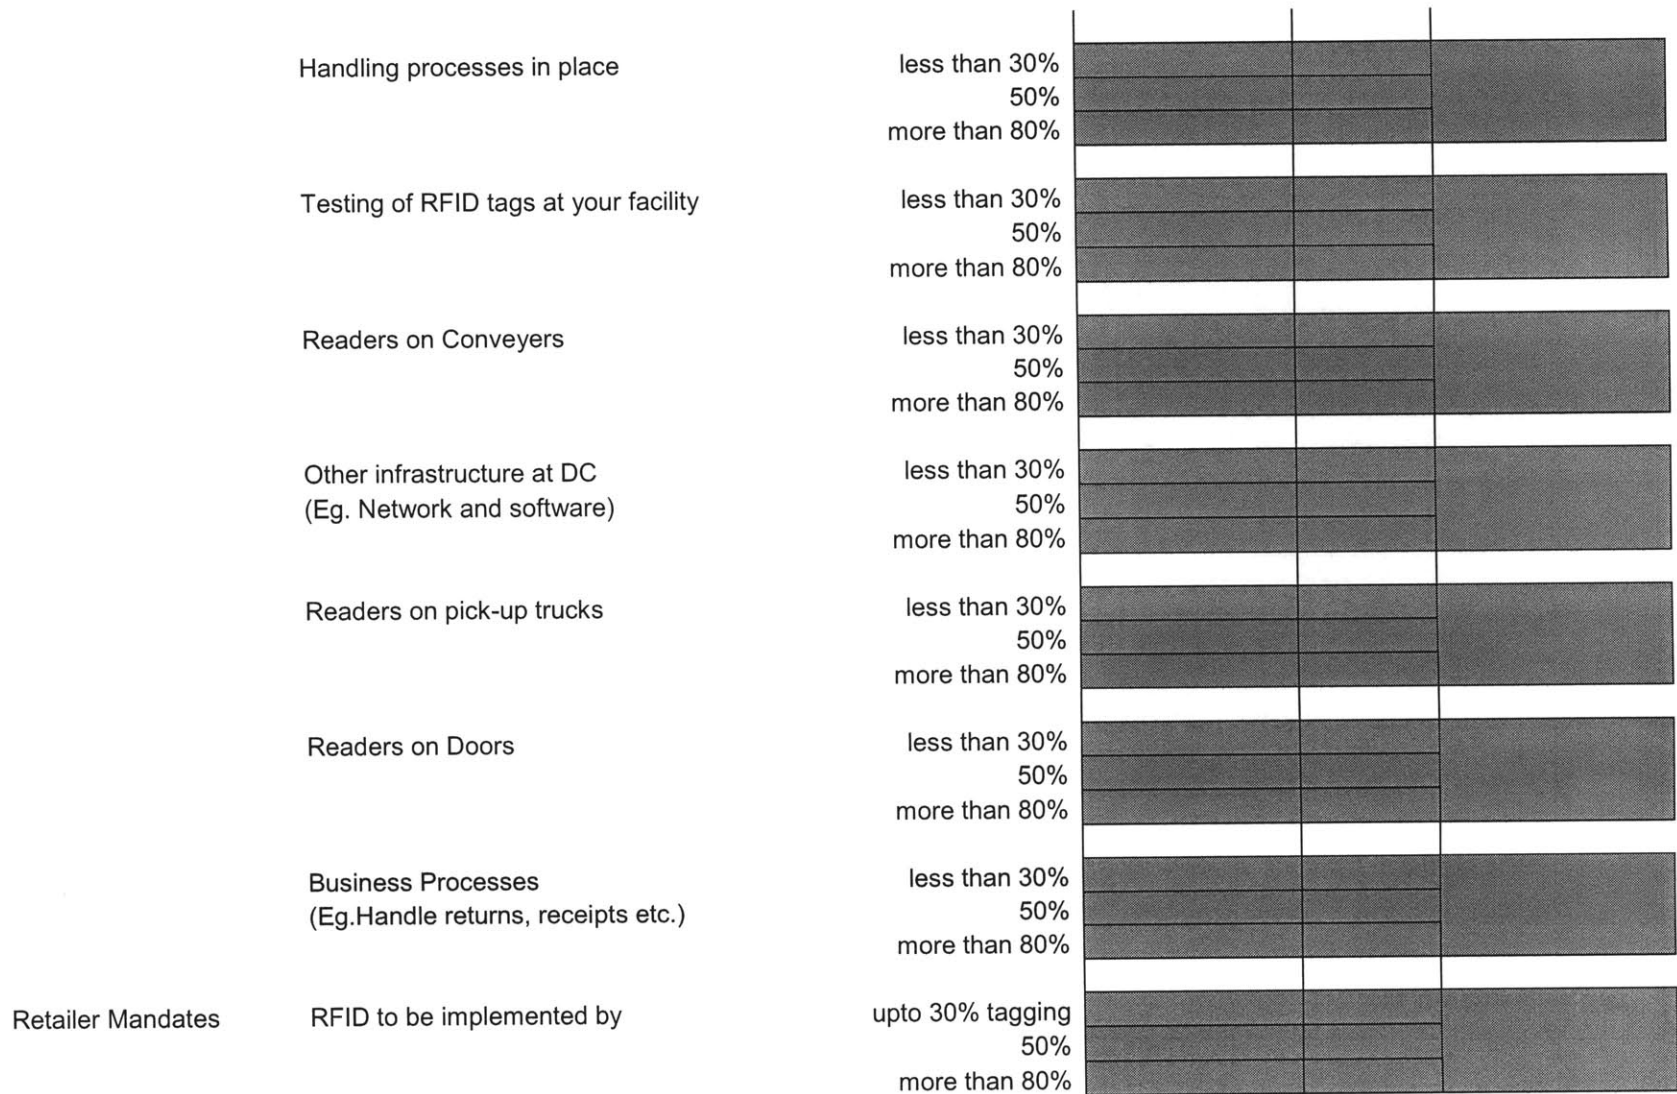 Handling processes in place less than 30%
50%
more than 80%
Testing of RFID tags at your facility less than 30%
50%
more than 80%
Readers on Conveyers less than 30%
50%
more than 80%
Other infrastructure at DC less than 30%
(Eg. Network and software) 50%
more than 80%
Readers on pick-up trucks less than 30%
50%
more than 80%
Readers on Doors less than 30%
50%
more than 80%
Business Processes less than 30%
(Eg.Handle returns, receipts etc.) 50%
more than 80%
Retailer Mandates RFID to be implemented by upto 30% tagging
50%
more than 80%